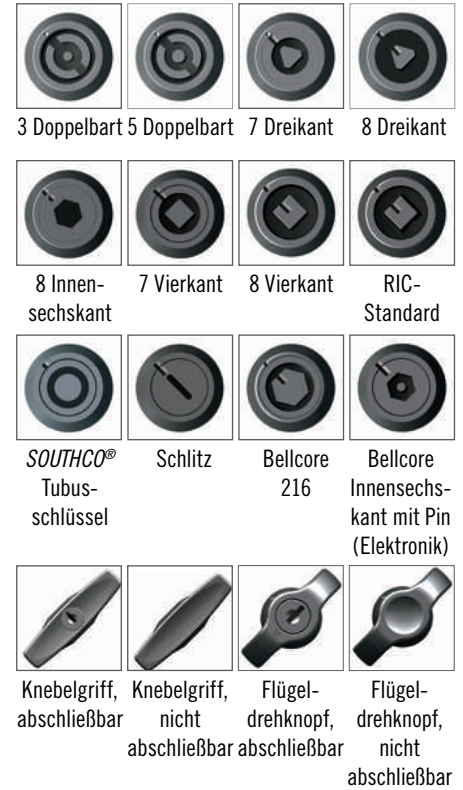 3 Doppelbart 5 Doppelbart 7 Dreikant 8 Dreikant
8 Innen-
sechskant
7 Vierkant
8 Vierkant
RIC-
Standard
SOUTHCO®
Tubus-
schlüssel
Schlitz
Bellcore
216
Bellcore
Innensechs-
kant mit Pin
(Elektronik)
Knebelgriff,
abschließbar
Knebelgriff,
nicht
abschließbar
Flügel-
drehknopf,
abschließbar
Flügel-
drehknopf,
nicht
abschließbar